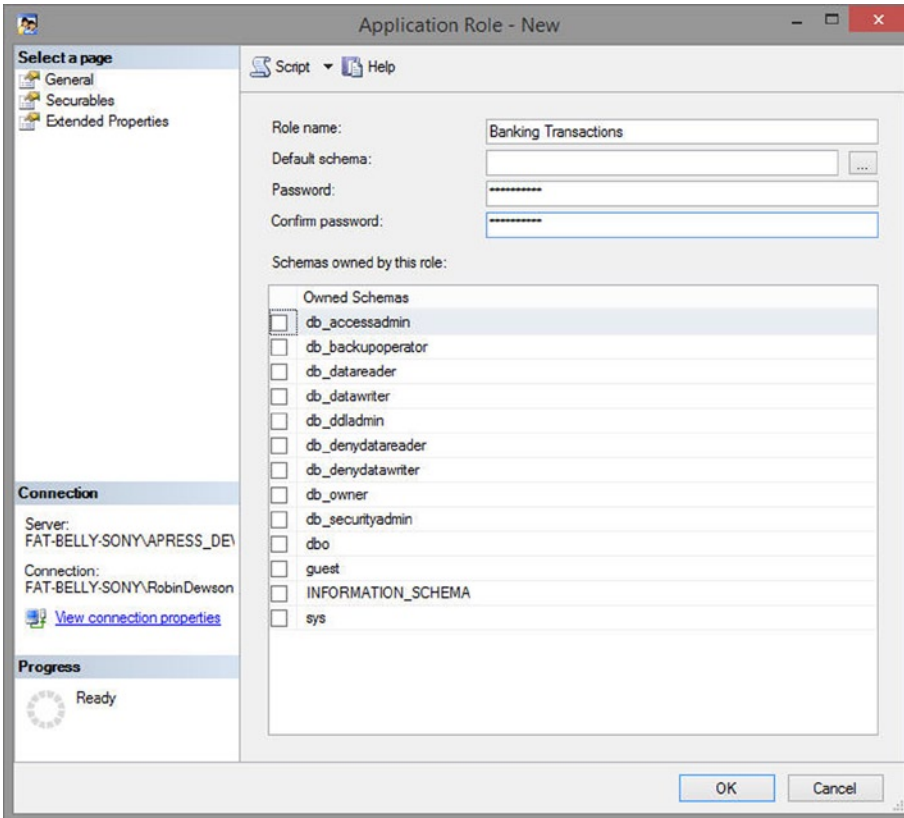 Application Role - New
Select a page
General
Securables
Extended Properties
Script
Help
Role name:
Banking Transactions
Default schema:
...
Password:
**********
Confirm password:
**********
Schemas owned by this role:
Owned Schemas
db_accessadmin
db_backupoperator
db_datareader
db_datawriter
db_ddladmin
db_denydatareader
db_denydatawriter
db_owner
db_securityadmin
dbo
guest
INFORMATION_SCHEMA
sys
Connection
Server:
FAT-BELLY-SONY\APRESS_DEV
Connection:
FAT-BELLY-SONY\RobinDewson
View connection properties
Progress
Ready
OK
Cancel